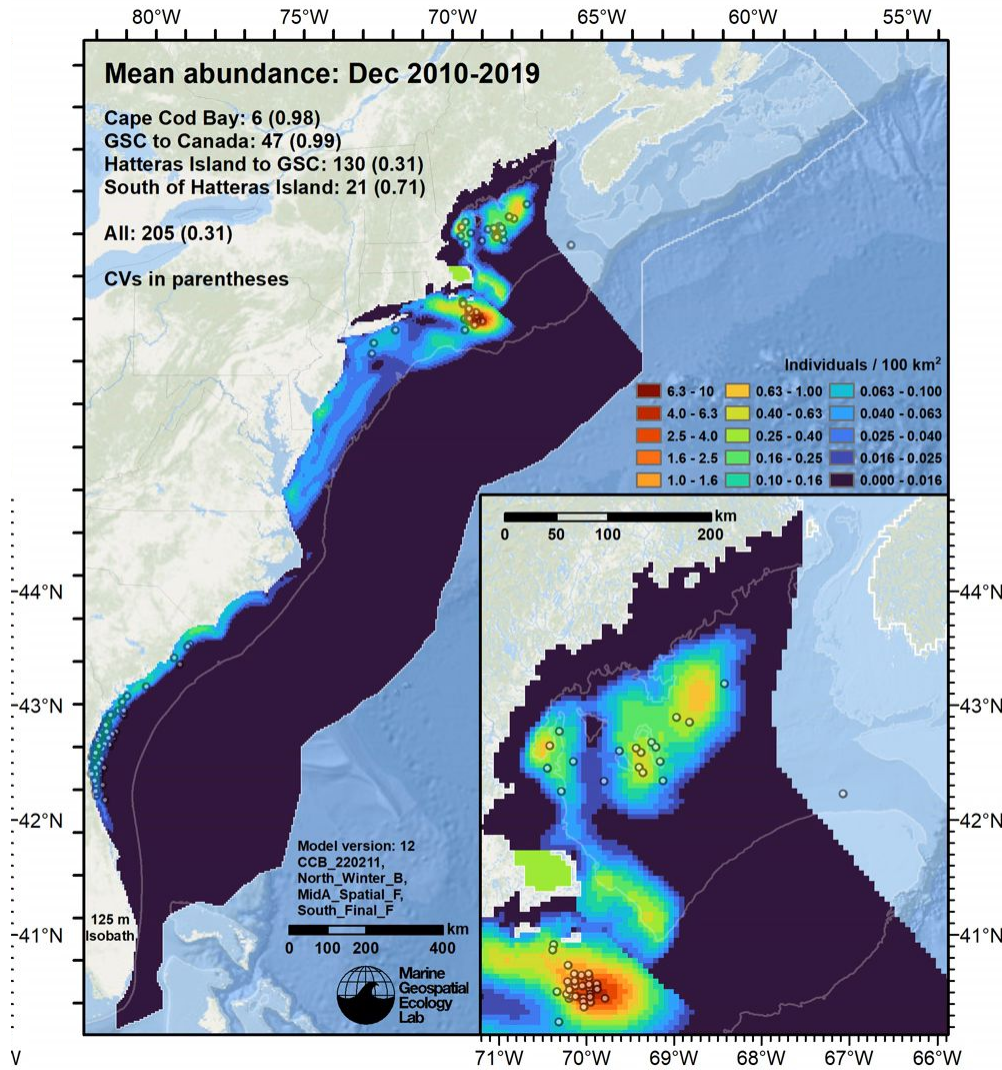 80°W 75°W 70°W 65°W 60°W 55°W
Mean abundance: Dec 2010-2019
Cape Cod Bay: 6 (0.98)
GSC to Canada: 47 (0.99)
Hatteras Island to GSC: 130 (0.31)
South of Hatteras Island: 21 (0.71)
All: 205 (0.31)
CVs in parentheses
Individuals / 100 km²
6.3 - 10 0.63 - 1.00 0.063 - 0.100
4.0 - 6.3 0.40 - 0.63 0.040 - 0.063
2.5 - 4.0 0.25 - 0.40 0.025 - 0.040
1.6 - 2.5 0.16 - 0.25 0.016 - 0.025
1.0 - 1.6 0.10 - 0.16 0.000 - 0.016
km
0 50 100 200
44°N 44°N
43°N 43°N
42°N 42°N
41°N 41°N
Model version: 12
CCB_220211,
North_Winter_B,
MidA_Spatial_F,
South_Final_F
125 m
Isobath
km
0 100 200 400
Marine
Geospatial
Ecology
Lab
V 71°W 70°W 69°W 68°W 67°W 66°W